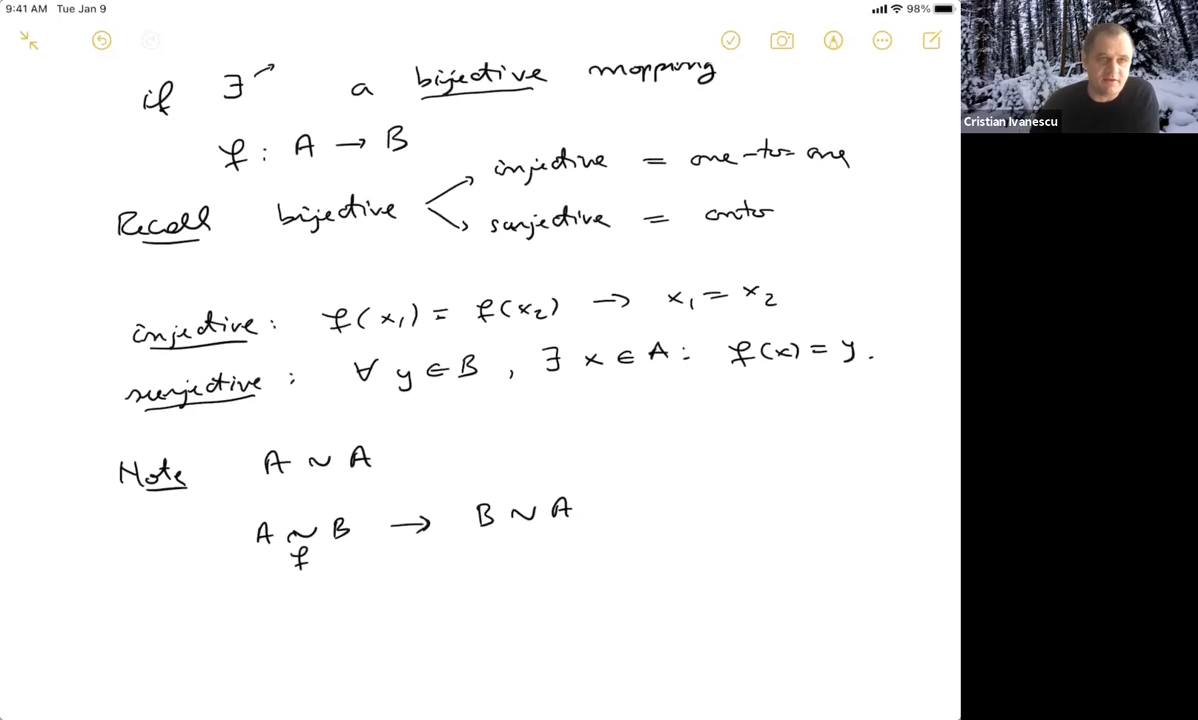 9:41 AM Tue Jan 9
98%
Cristian Ivanescu
if ∃ a bijective mapping
f : A → B
injective = one-to-one
Recall bijective
surjective = onto
injective : f(x₁) = f(x₂) → x₁ = x₂
surjective : ∀ y ∈ B , ∃ x ∈ A : f(x) = y .
Note A ~ A
A ~ B → B ~ A
f